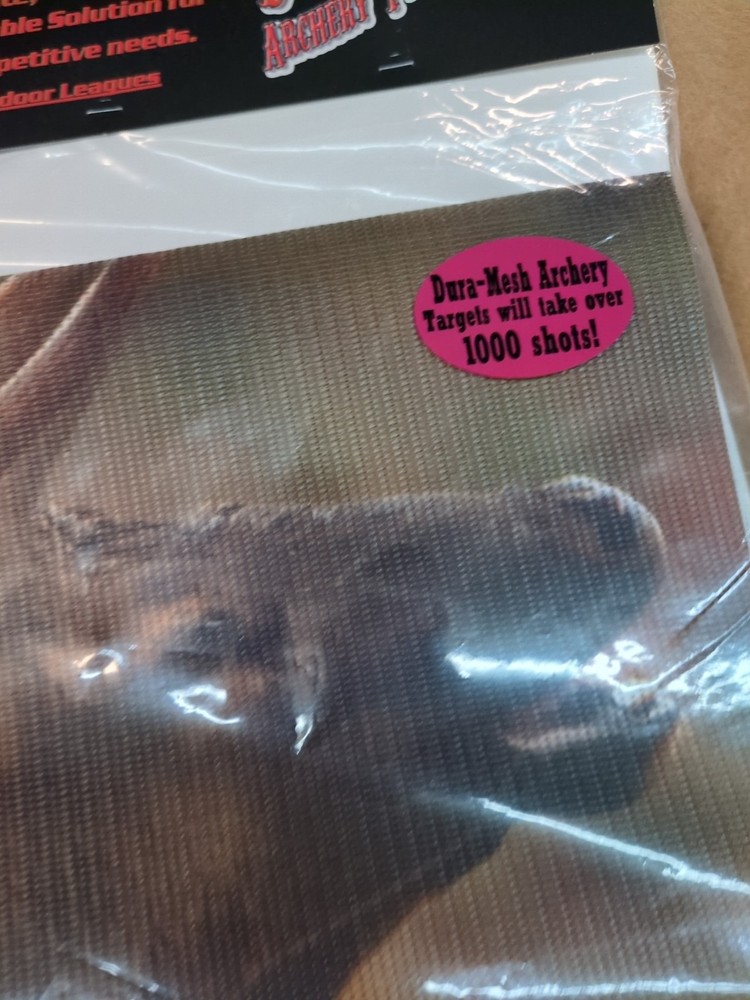 ble Solution for
petitive needs.
door Leagues
ARCHERY
Dura-Mesh Archery
Targets will take over
1000 shots!